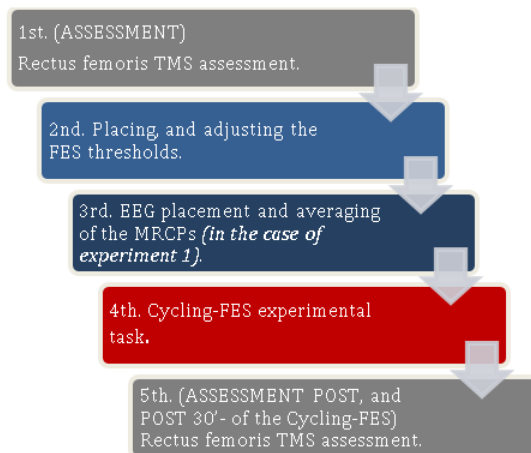 1st. (ASSESSMENT)
Rectus femoris TMS assessment.
2nd. Placing, and adjusting the
FES thresholds.
3rd. EEG placement and averaging
of the MRCPs (in the case of
experiment 1).
4th. Cycling-FES experimental
task.
5th. (ASSESSMENT POST, and
POST 30'- of the Cycling-FES)
Rectus femoris TMS assessment.